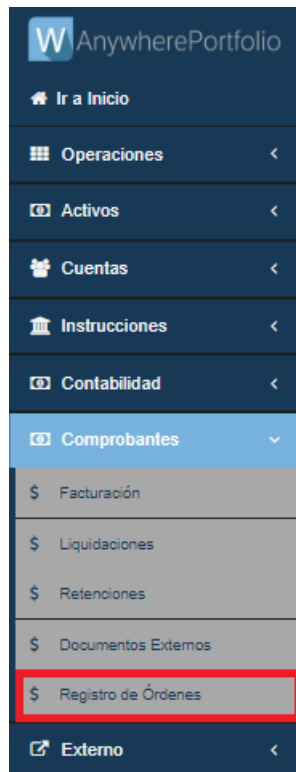 W AnywherePortfolio
Ir a Inicio
Operaciones
Activos
Cuentas
Instrucciones
Contabilidad
Comprobantes
$ Facturación
$ Liquidaciones
$ Retenciones
$ Documentos Externos
$ Registro de Órdenes
Externo